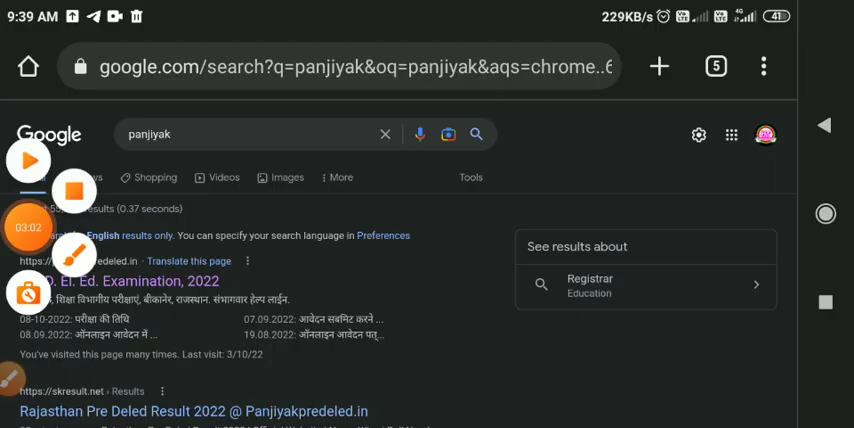 9:39 AM
229KB/s
4G
41
google.com/search?q=panjiyak&oq=panjiyak&aqs=chrome..6
5
Google
panjiyak
Shopping
Videos
Images
More
Tools
results (0.37 seconds)
English results only. You can specify your search language in Preferences
See results about
Registrar
Education
predeled.in · Translate this page
El. Ed. Examination, 2022
शिक्षा विभागीय परीक्षाएं, बीकानेर, राजस्थान. संभागवार हेल्प लाईन.
08-10-2022: परीक्षा की तिथि
07.09.2022: आवेदन सबमिट करने ...
08.09.2022: ऑनलाइन आवेदन में ...
19.08.2022: ऑनलाइन आवेदन पत्...
You've visited this page many times. Last visit: 3/10/22
03:02
https://skresult.net › Results
Rajasthan Pre Deled Result 2022 @ Panjiyakpredeled.in